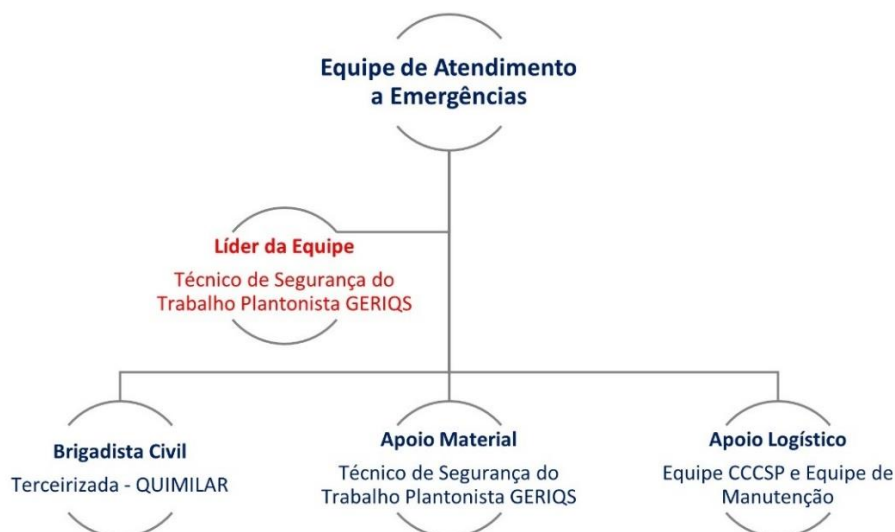 Equipe de Atendimento
a Emergências
Líder da Equipe
Técnico de Segurança do
Trabalho Plantonista GERIQS
Brigadista Civil
Terceirizada - QUIMILAR
Apoio Material
Técnico de Segurança do
Trabalho Plantonista GERIQS
Apoio Logístico
Equipe CCCSP e Equipe de
Manutenção